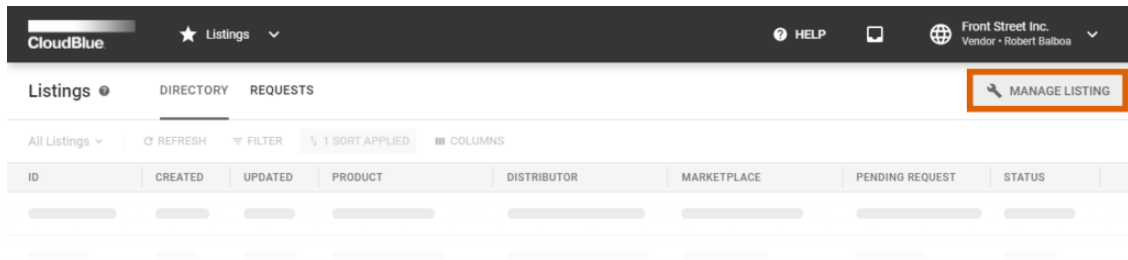 CloudBlue Listings HELP Front Street Inc.
Vendor • Robert Balboa
Listings DIRECTORY REQUESTS MANAGE LISTING
All Listings REFRESH FILTER 1 SORT APPLIED COLUMNS
ID CREATED UPDATED PRODUCT DISTRIBUTOR MARKETPLACE PENDING REQUEST STATUS